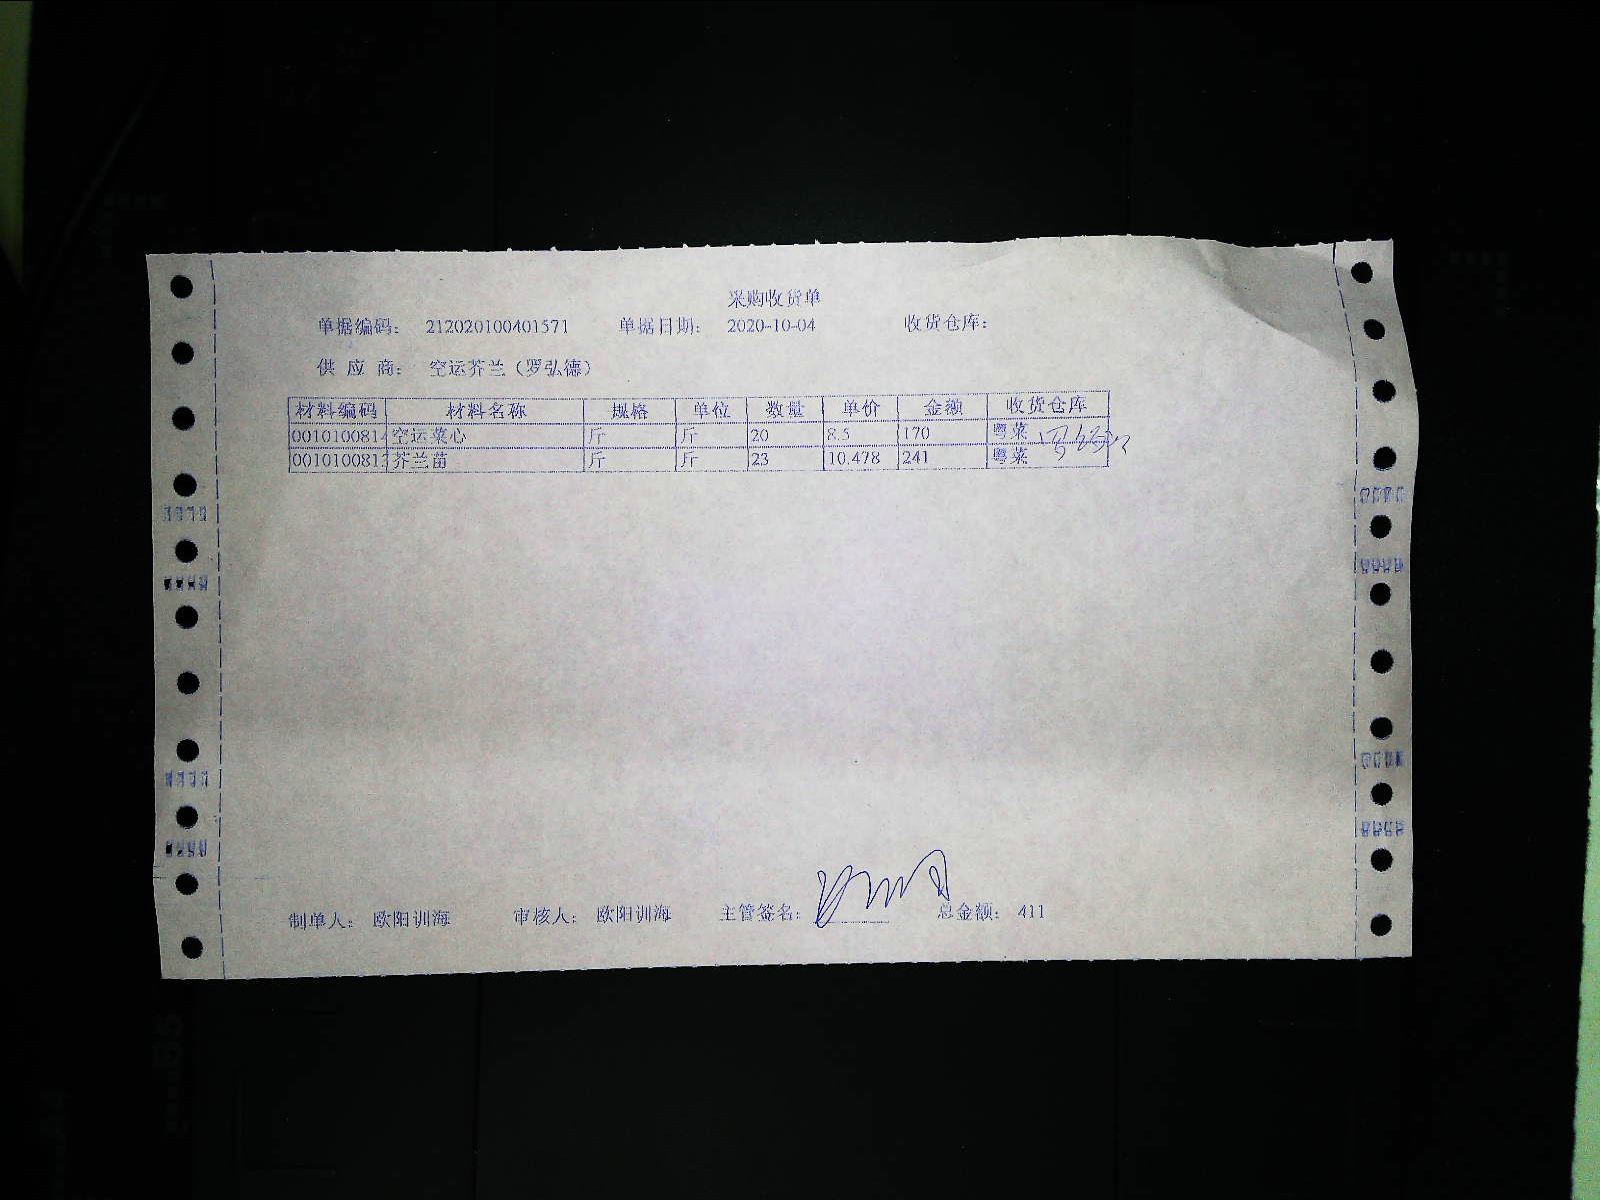 采购收货单
单据编码： 212020100401571 单据日期： 2020-10-04 收货仓库：
供 应 商： 空运芥兰（罗弘德）
材料编码 材料名称 规格 单位 数量 单价 金额 收货仓库
0010100814 空运菜心 斤 斤 20 8.5 170 粤菜
001010081 芥兰苗 斤 斤 23 10.478 241 粤菜
制单人： 欧阳训海 审核人： 欧阳训海 主管签名： 总金额： 411